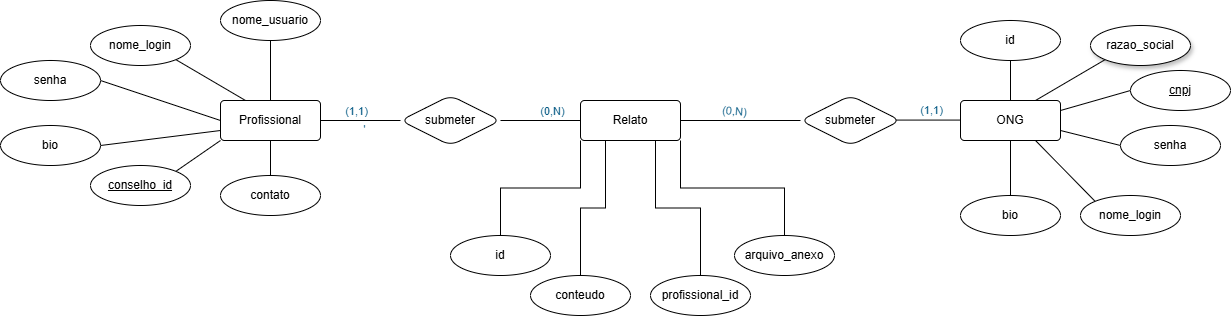 nome_usuario
nome_login
senha
Profissional
bio
conselho_id
contato
(1,1)
submeter
(0,N)
Relato
id
conteudo
profissional_id
arquivo_anexo
(0,N)
submeter
(1,1)
ONG
id
razao_social
cnpj
senha
nome_login
bio